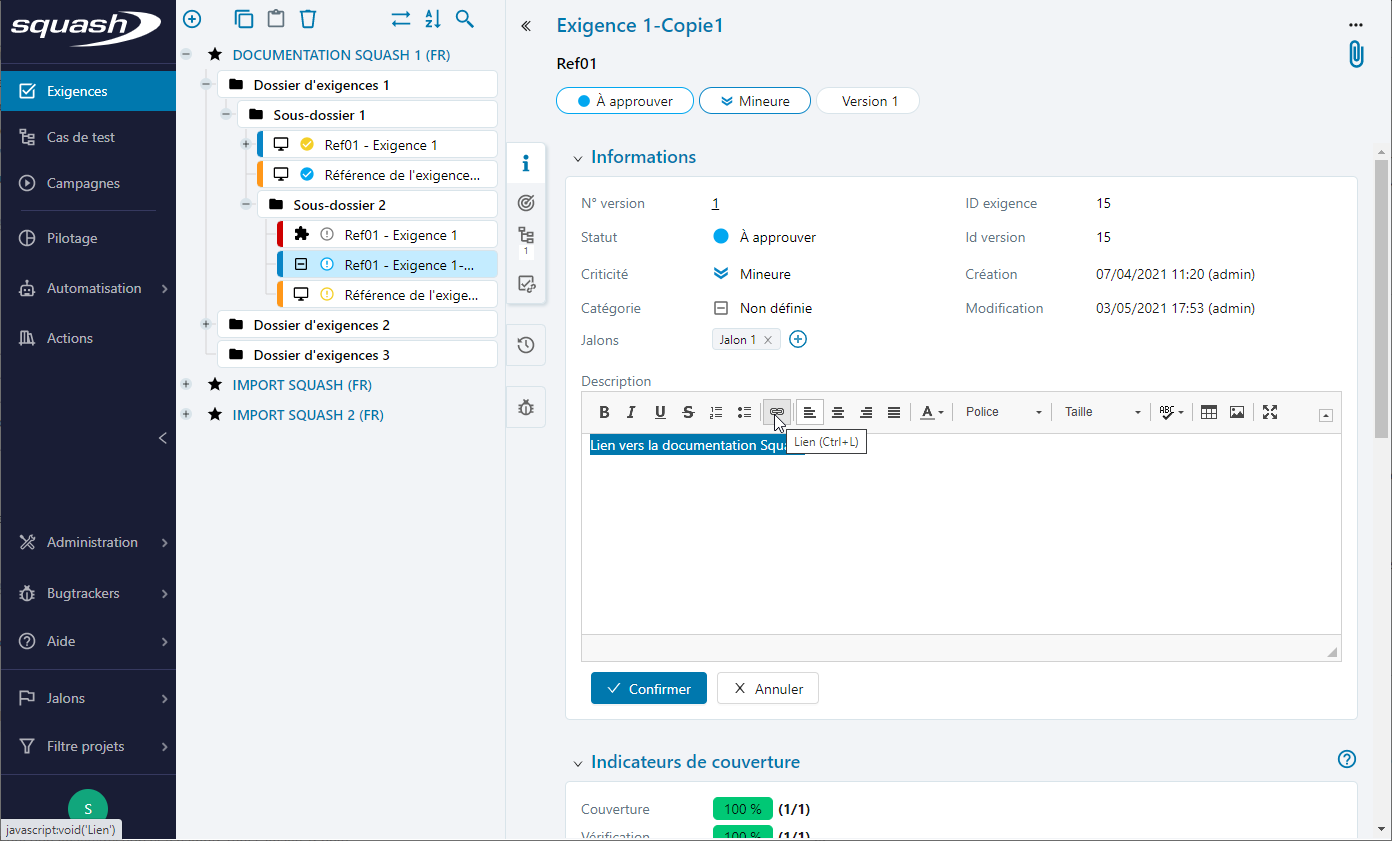 squash
Exigences
Cas de test
Campagnes
Pilotage
Automatisation
Actions
Administration
Bugtrackers
Aide
Jalons
Filtre projets
S
javascript:void('Lien')
DOCUMENTATION SQUASH 1 (FR)
Dossier d'exigences 1
Sous-dossier 1
Ref01 - Exigence 1
Référence de l'exigence...
Sous-dossier 2
Ref01 - Exigence 1
Ref01 - Exigence 1-...
Référence de l'exige...
Dossier d'exigences 2
Dossier d'exigences 3
IMPORT SQUASH (FR)
IMPORT SQUASH 2 (FR)
Exigence 1-Copie1
Ref01
À approuver
Mineure
Version 1
1
Informations
N° version 1 ID exigence 15
Statut À approuver Id version 15
Criticité Mineure Création 07/04/2021 11:20 (admin)
Catégorie Non définie Modification 03/05/2021 17:53 (admin)
Jalons Jalon 1
Description
B I U S A Police Taille ABC
Lien (Ctrl+L)
Lien vers la documentation
Confirmer Annuler
Indicateurs de couverture
Couverture 100 % (1/1)
Vérification 100 % (1/1)